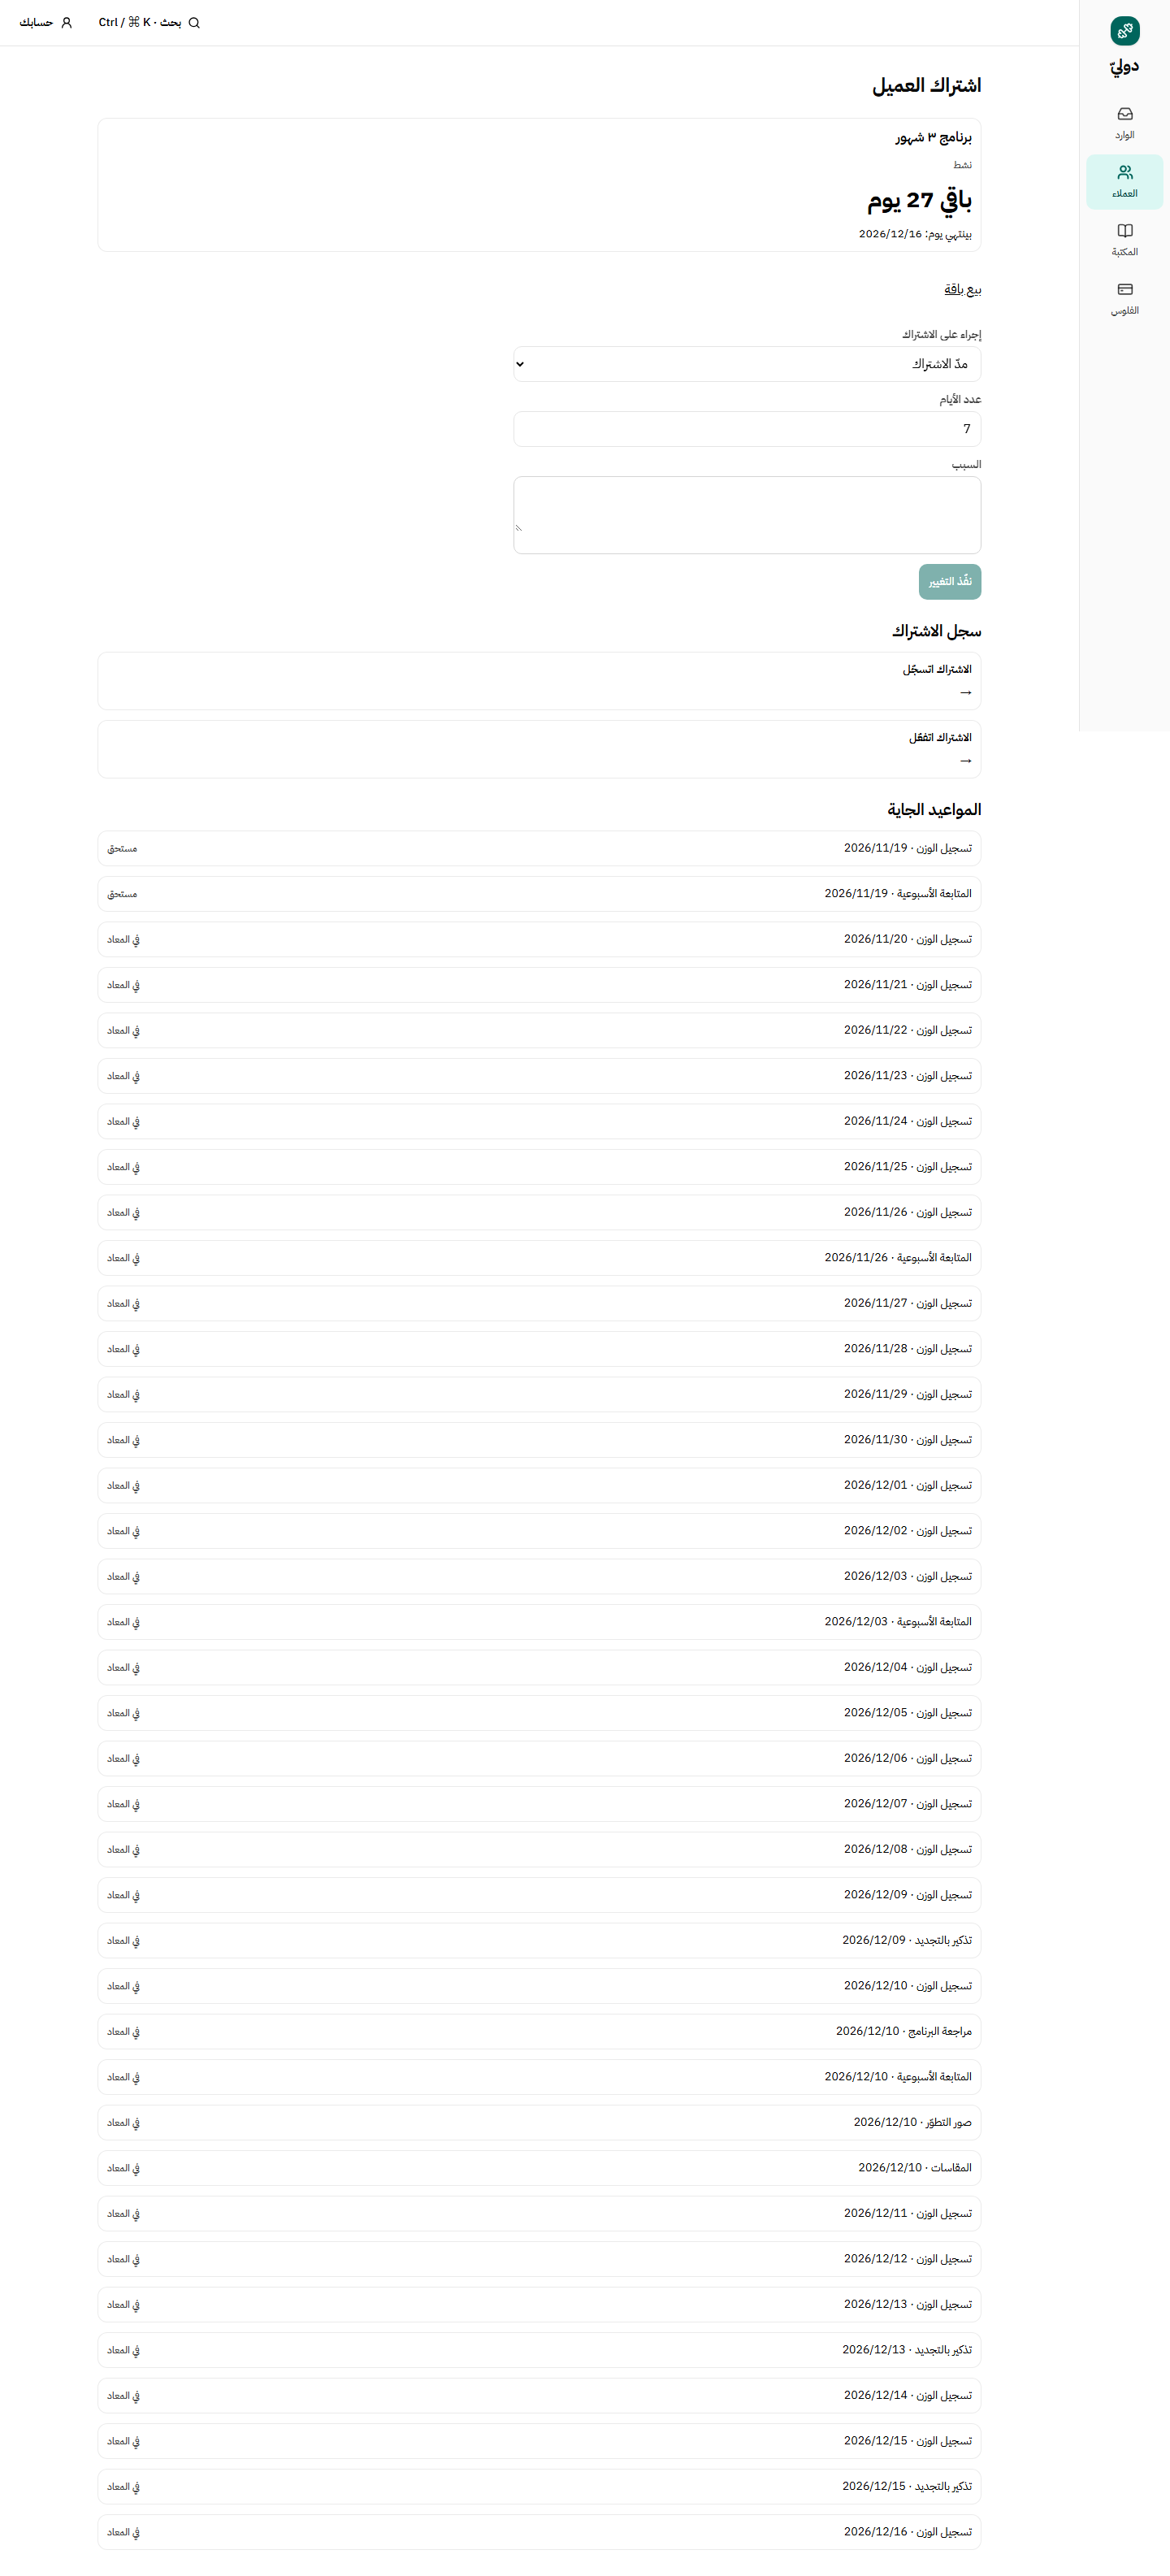 دوليّ
الوارد
العملاء
المكتبة
الفلوس
بحث · Ctrl / ⌘ K
حسابك
اشتراك العميل
برنامج ٣ شهور
نشط
باقي 27 يوم
بينتهي يوم: 2026/12/16
بيع باقة
إجراء على الاشتراك
مدّ الاشتراك
عدد الأيام
7
السبب
نفّذ التغيير
سجل الاشتراك
الاشتراك اتسجّل
→
الاشتراك اتفعّل
→
المواعيد الجاية
تسجيل الوزن · 2026/11/19 مستحق
المتابعة الأسبوعية · 2026/11/19 مستحق
تسجيل الوزن · 2026/11/20 في المعاد
تسجيل الوزن · 2026/11/21 في المعاد
تسجيل الوزن · 2026/11/22 في المعاد
تسجيل الوزن · 2026/11/23 في المعاد
تسجيل الوزن · 2026/11/24 في المعاد
تسجيل الوزن · 2026/11/25 في المعاد
تسجيل الوزن · 2026/11/26 في المعاد
المتابعة الأسبوعية · 2026/11/26 في المعاد
تسجيل الوزن · 2026/11/27 في المعاد
تسجيل الوزن · 2026/11/28 في المعاد
تسجيل الوزن · 2026/11/29 في المعاد
تسجيل الوزن · 2026/11/30 في المعاد
تسجيل الوزن · 2026/12/01 في المعاد
تسجيل الوزن · 2026/12/02 في المعاد
تسجيل الوزن · 2026/12/03 في المعاد
المتابعة الأسبوعية · 2026/12/03 في المعاد
تسجيل الوزن · 2026/12/04 في المعاد
تسجيل الوزن · 2026/12/05 في المعاد
تسجيل الوزن · 2026/12/06 في المعاد
تسجيل الوزن · 2026/12/07 في المعاد
تسجيل الوزن · 2026/12/08 في المعاد
تسجيل الوزن · 2026/12/09 في المعاد
تذكير بالتجديد · 2026/12/09 في المعاد
تسجيل الوزن · 2026/12/10 في المعاد
مراجعة البرنامج · 2026/12/10 في المعاد
المتابعة الأسبوعية · 2026/12/10 في المعاد
صور التطوّر · 2026/12/10 في المعاد
المقاسات · 2026/12/10 في المعاد
تسجيل الوزن · 2026/12/11 في المعاد
تسجيل الوزن · 2026/12/12 في المعاد
تسجيل الوزن · 2026/12/13 في المعاد
تذكير بالتجديد · 2026/12/13 في المعاد
تسجيل الوزن · 2026/12/14 في المعاد
تسجيل الوزن · 2026/12/15 في المعاد
تذكير بالتجديد · 2026/12/15 في المعاد
تسجيل الوزن · 2026/12/16 في المعاد